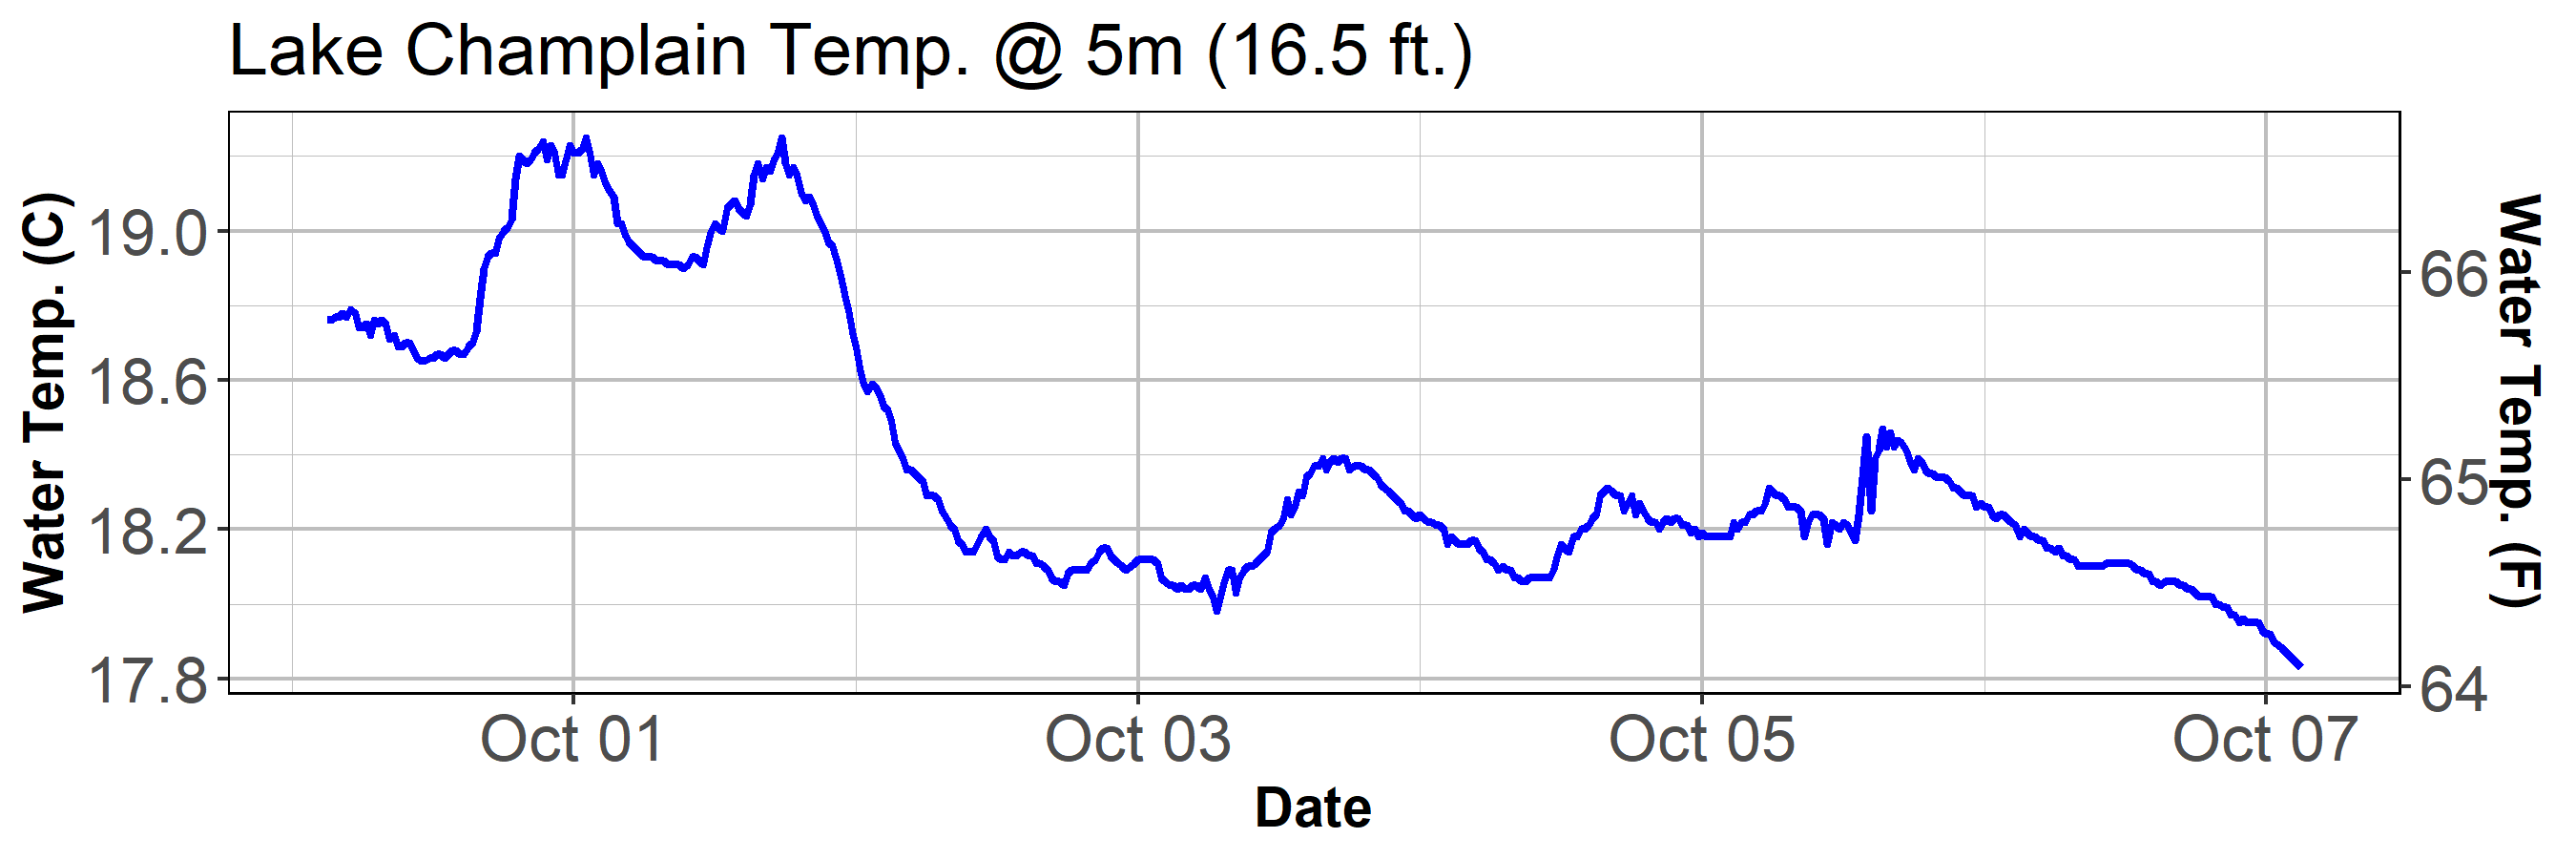 Lake Champlain Temp. @ 5m (16.5 ft.)
Water Temp. (C)
19.0
18.6
18.2
17.8
66
65
64
Water Temp. (F)
Oct 01 Oct 03 Oct 05 Oct 07
Date